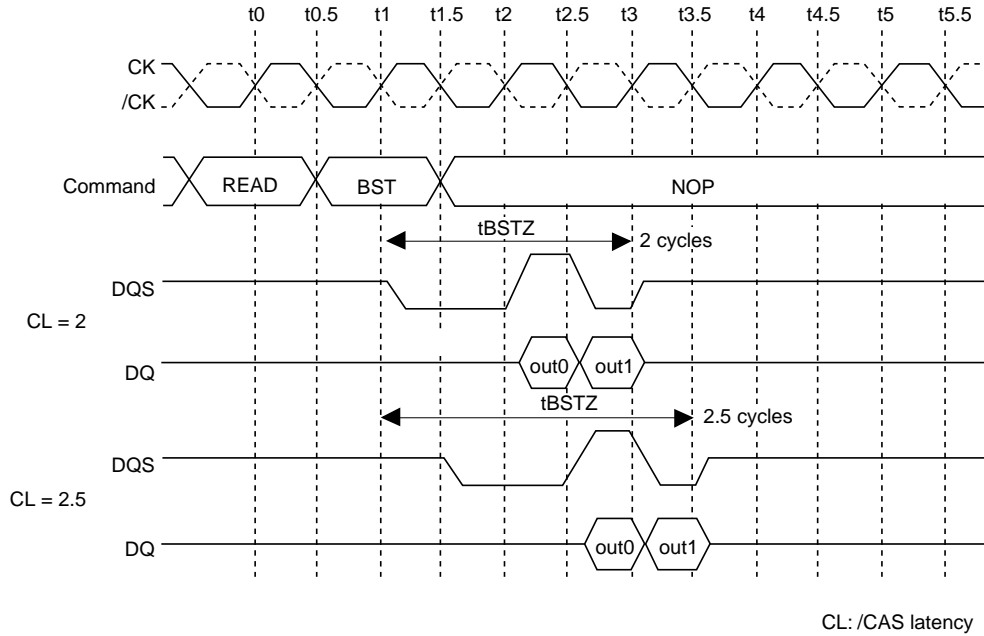 t0 t0.5 t1 t1.5 t2 t2.5 t3 t3.5 t4 t4.5 t5 t5.5
CK
/CK
Command READ BST NOP
tBSTZ 2 cycles
DQS
CL = 2
DQ out0 out1
tBSTZ 2.5 cycles
DQS
CL = 2.5
DQ out0 out1
CL: /CAS latency